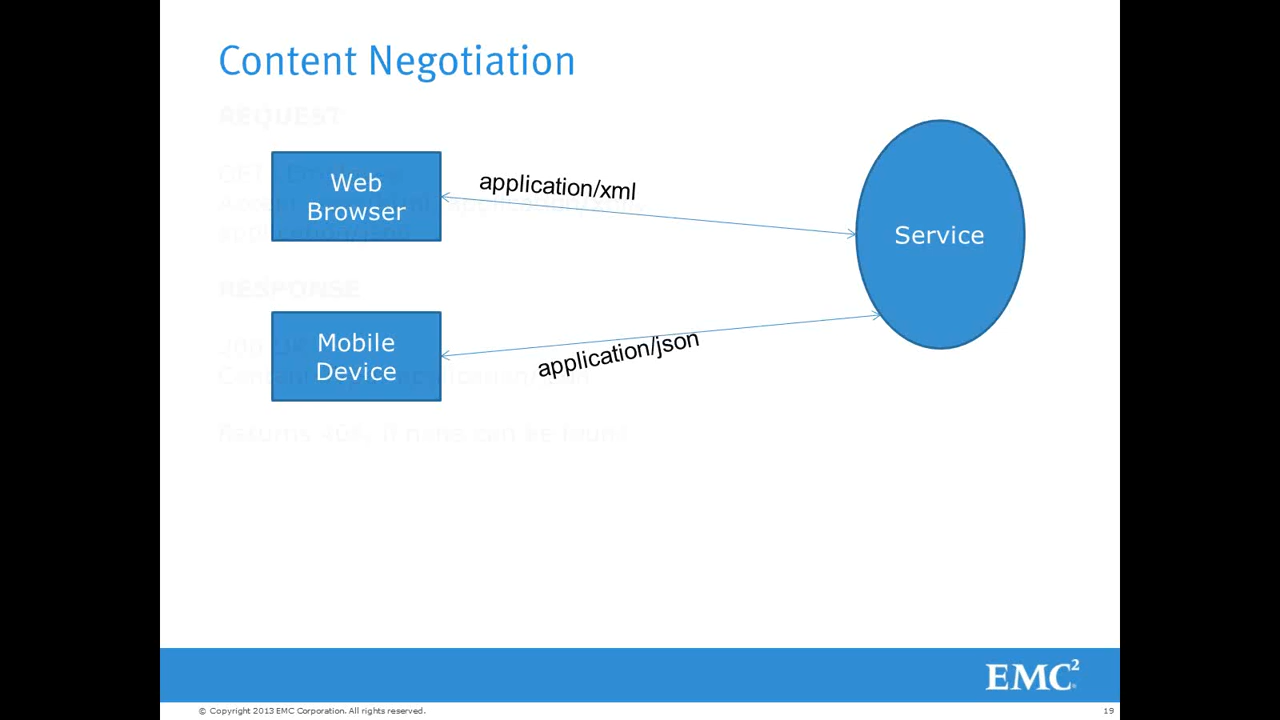 Content Negotiation
REQUEST
Web
Browser
application/xml
Service
RESPONSE
Mobile
Device
application/json
EMC²
© Copyright 2013 EMC Corporation. All rights reserved.
19